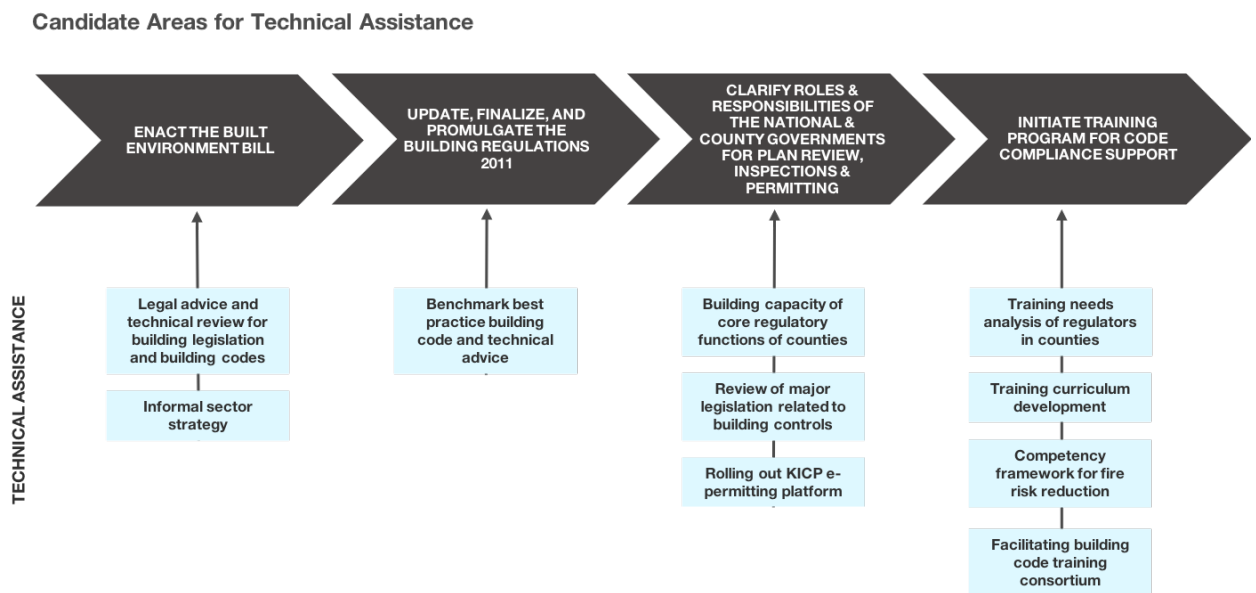 Candidate Areas for Technical Assistance
ENACT THE BUILT
ENVIRONMENT BILL
UPDATE, FINALIZE, AND
PROMULGATE THE
BUILDING REGULATIONS
2011
CLARIFY ROLES &
RESPONSIBILITIES OF
THE NATIONAL &
COUNTY GOVERNMENTS
FOR PLAN REVIEW,
INSPECTIONS &
PERMITTING
INITIATE TRAINING
PROGRAM FOR CODE
COMPLIANCE SUPPORT
TECHNICAL ASSISTANCE
Legal advice and
technical review for
building legislation
and building codes
Informal sector
strategy
Benchmark best
practice building
code and technical
advice
Building capacity of
core regulatory
functions of counties
Review of major
legislation related to
building controls
Rolling out KICP e-
permitting platform
Training needs
analysis of regulators
in counties
Training curriculum
development
Competency
framework for fire
risk reduction
Facilitating building
code training
consortium